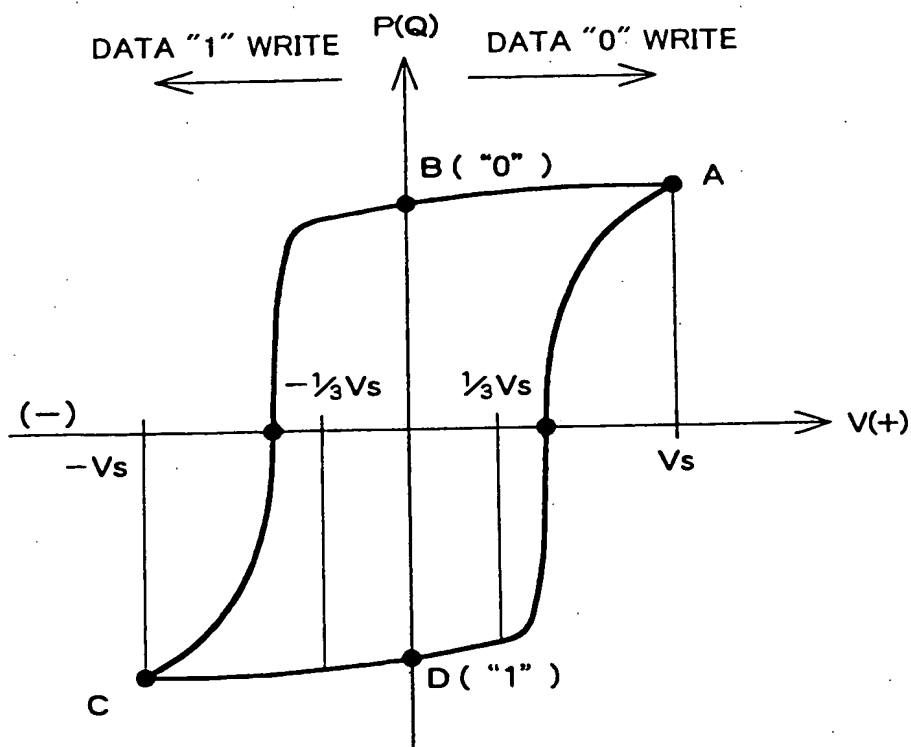 P(Q)
DATA "1" WRITE
DATA "0" WRITE
B ( "0" )
A
-⅓Vs
⅓Vs
(-)
V(+)
-Vs
Vs
D ( "1" )
C